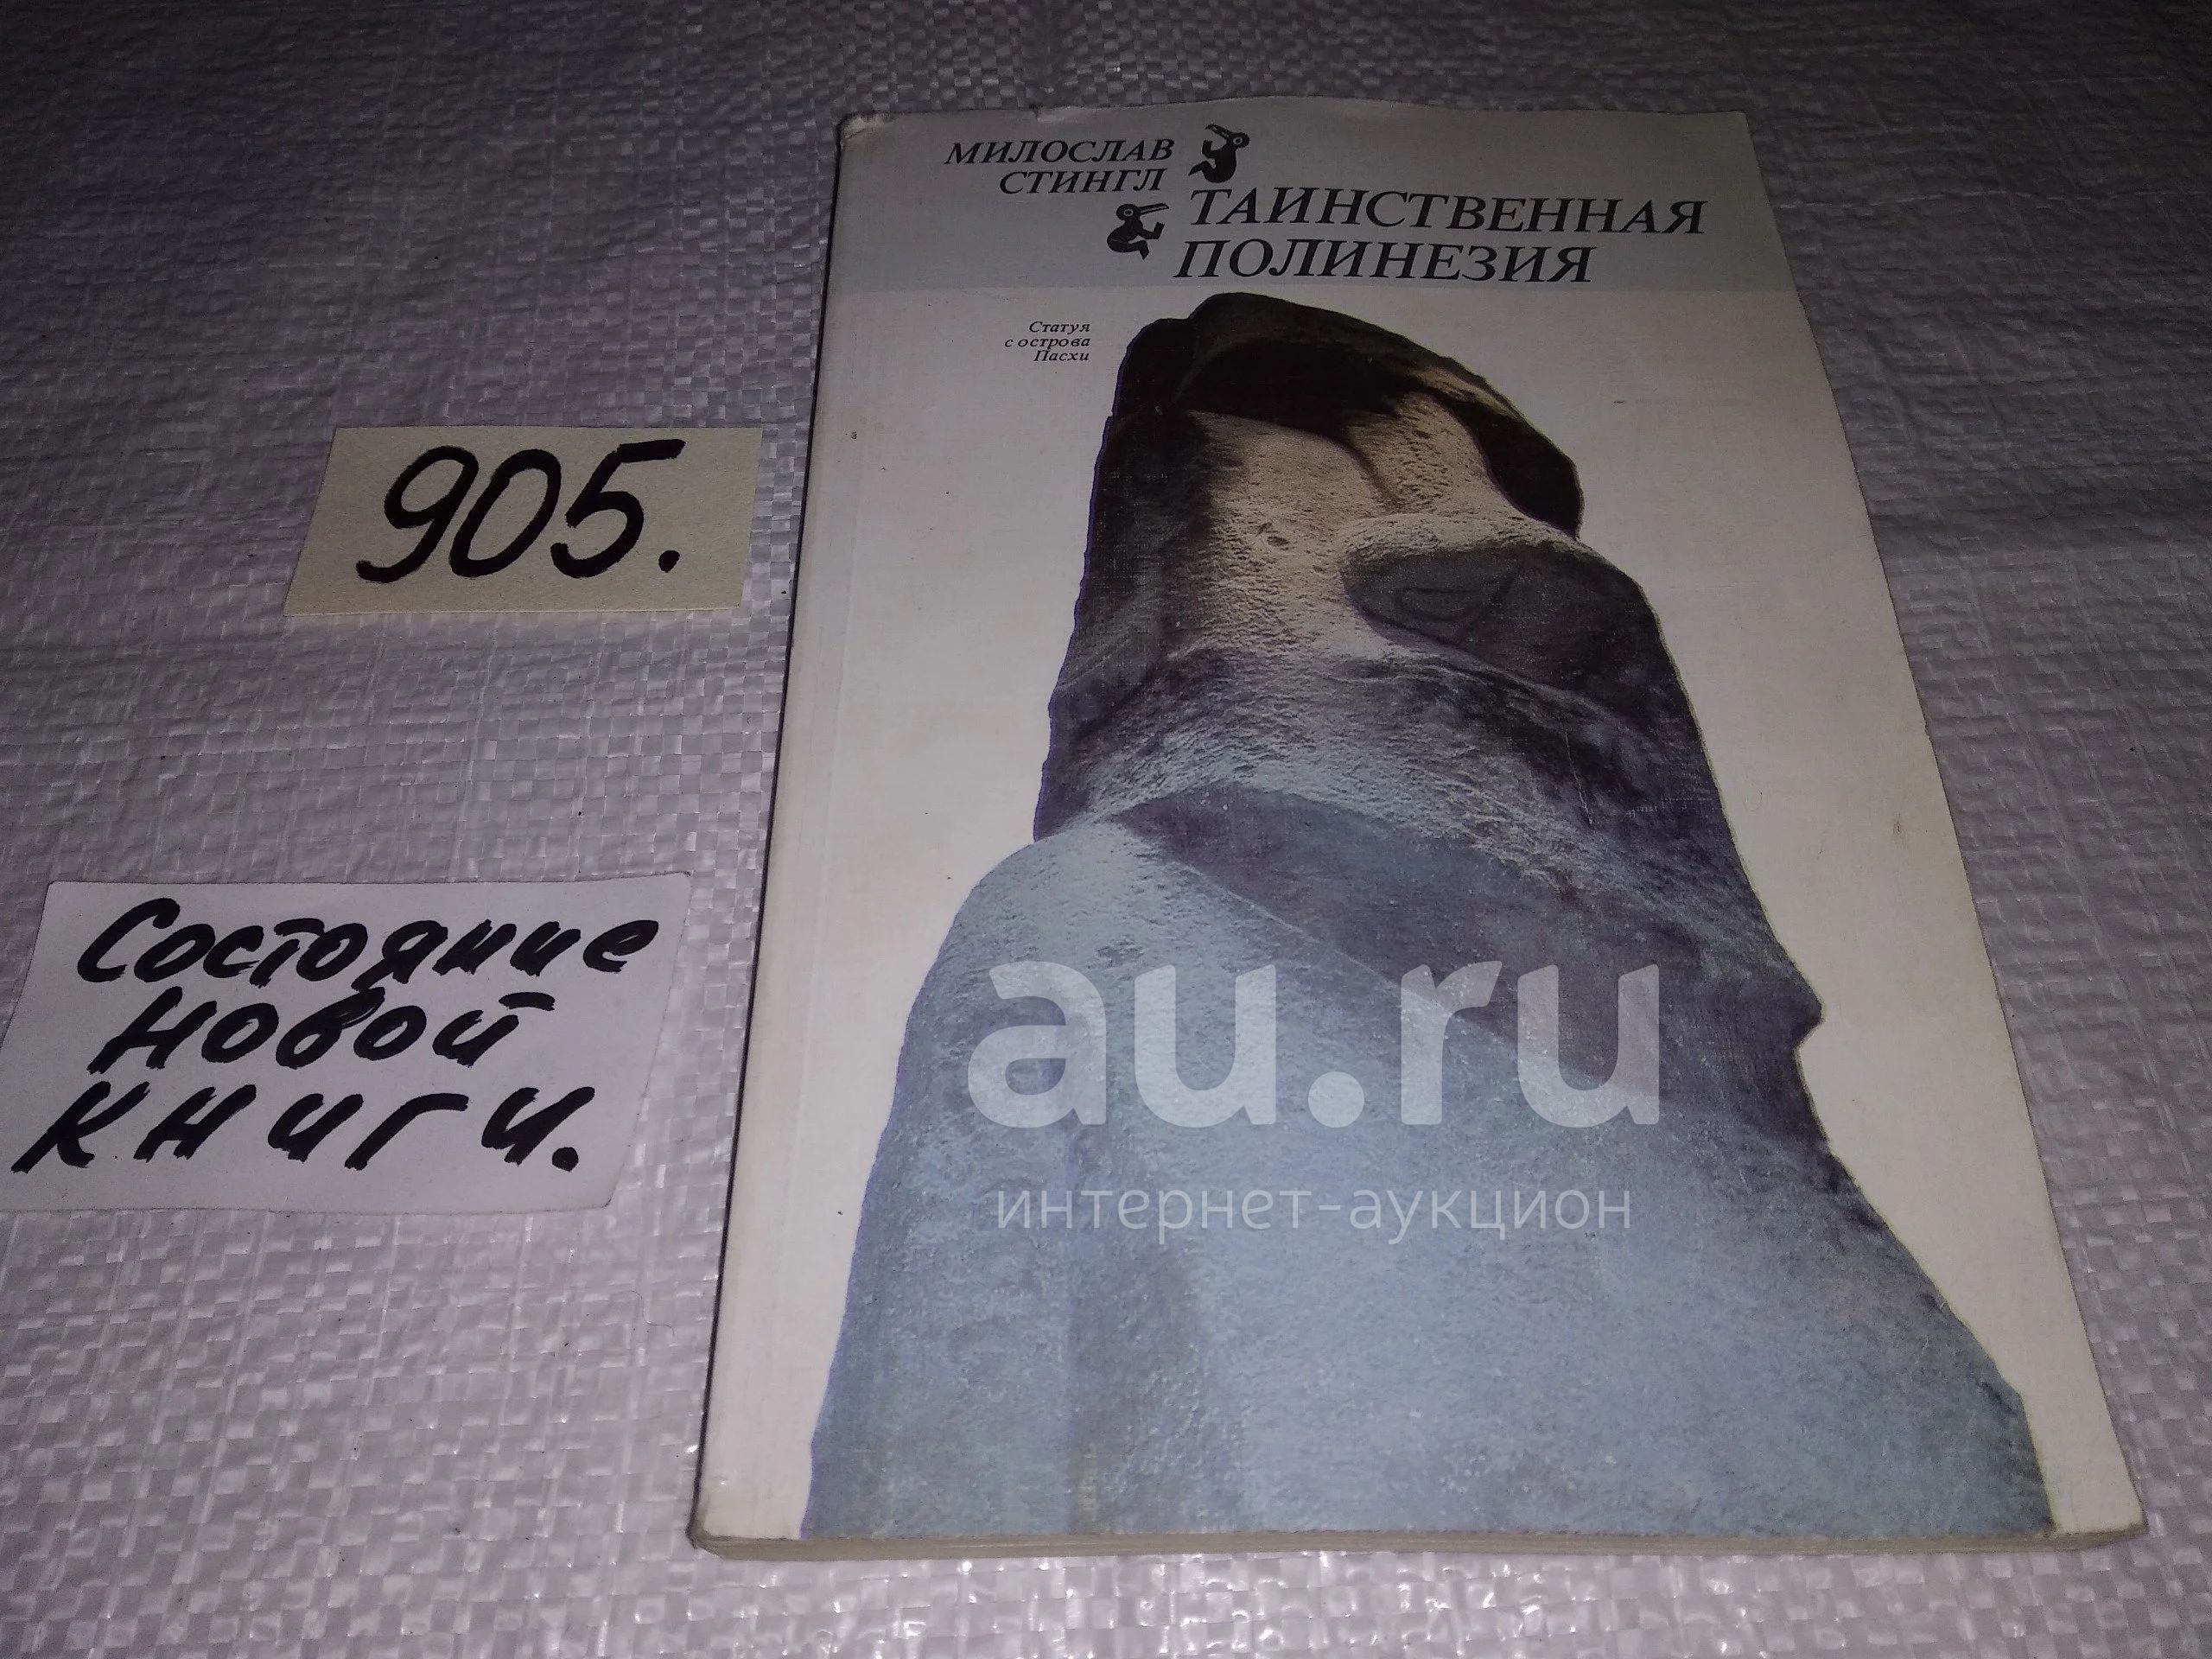 МИЛОСЛАВ
СТИНГЛ
ТАИНСТВЕННАЯ
ПОЛИНЕЗИЯ
Статуя
с острова
Пасхи
905.
Состояние
новой
книги.
au.ru
интернет-аукцион